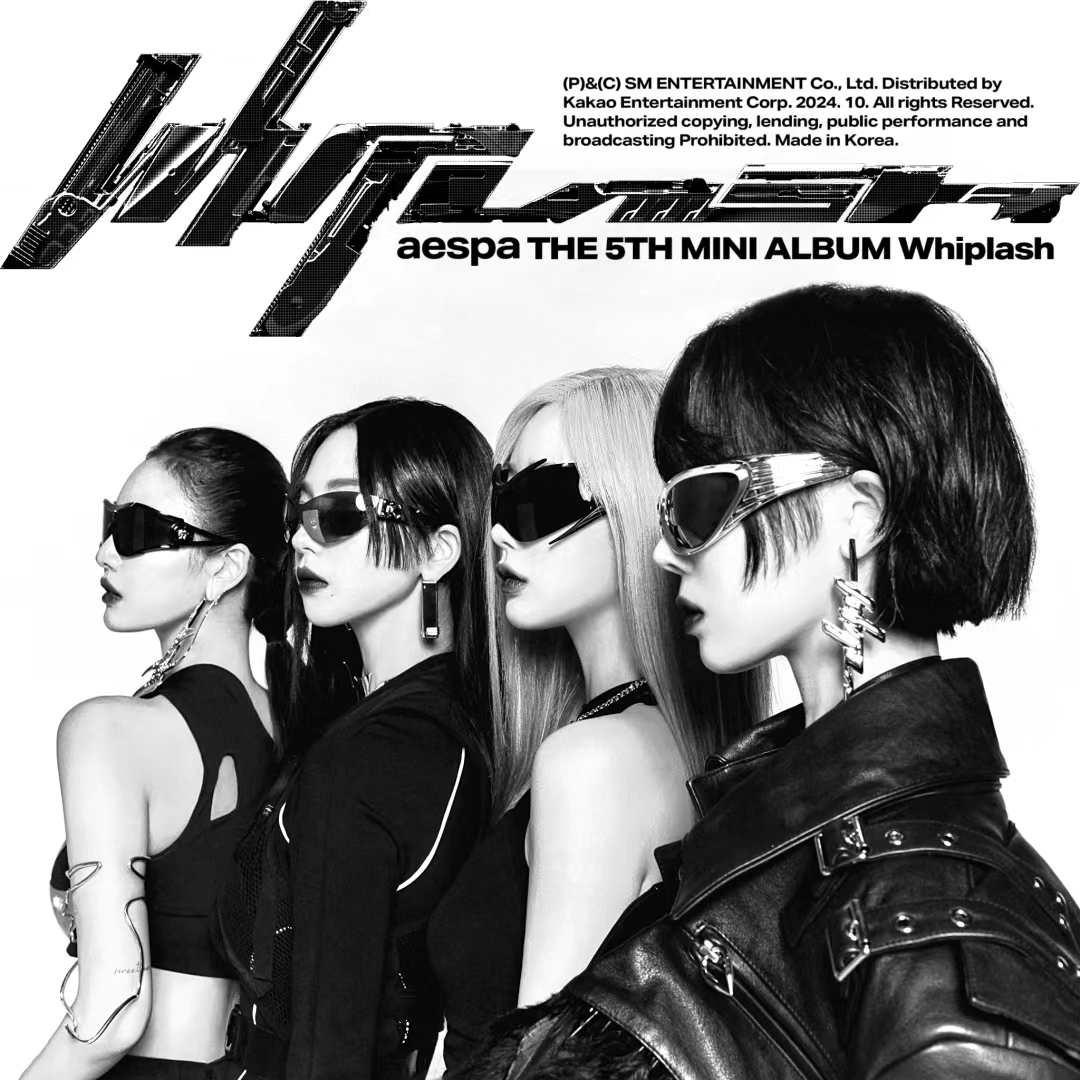 Whiplash
(P)&(C) SM ENTERTAINMENT Co., Ltd. Distributed by
Kakao Entertainment Corp. 2024. 10. All rights Reserved.
Unauthorized copying, lending, public performance and
broadcasting Prohibited. Made in Korea.
aespa THE 5TH MINI ALBUM Whiplash